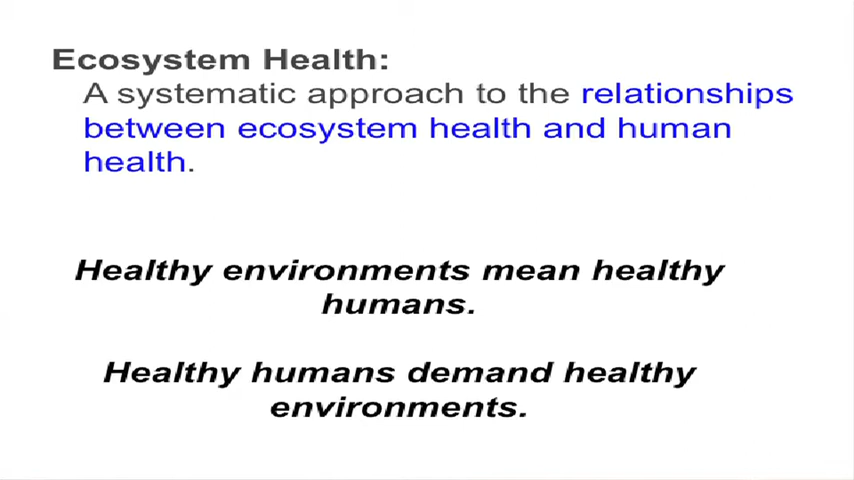 Ecosystem Health:
A systematic approach to the relationships
between ecosystem health and human
health.
Healthy environments mean healthy
humans.
Healthy humans demand healthy
environments.